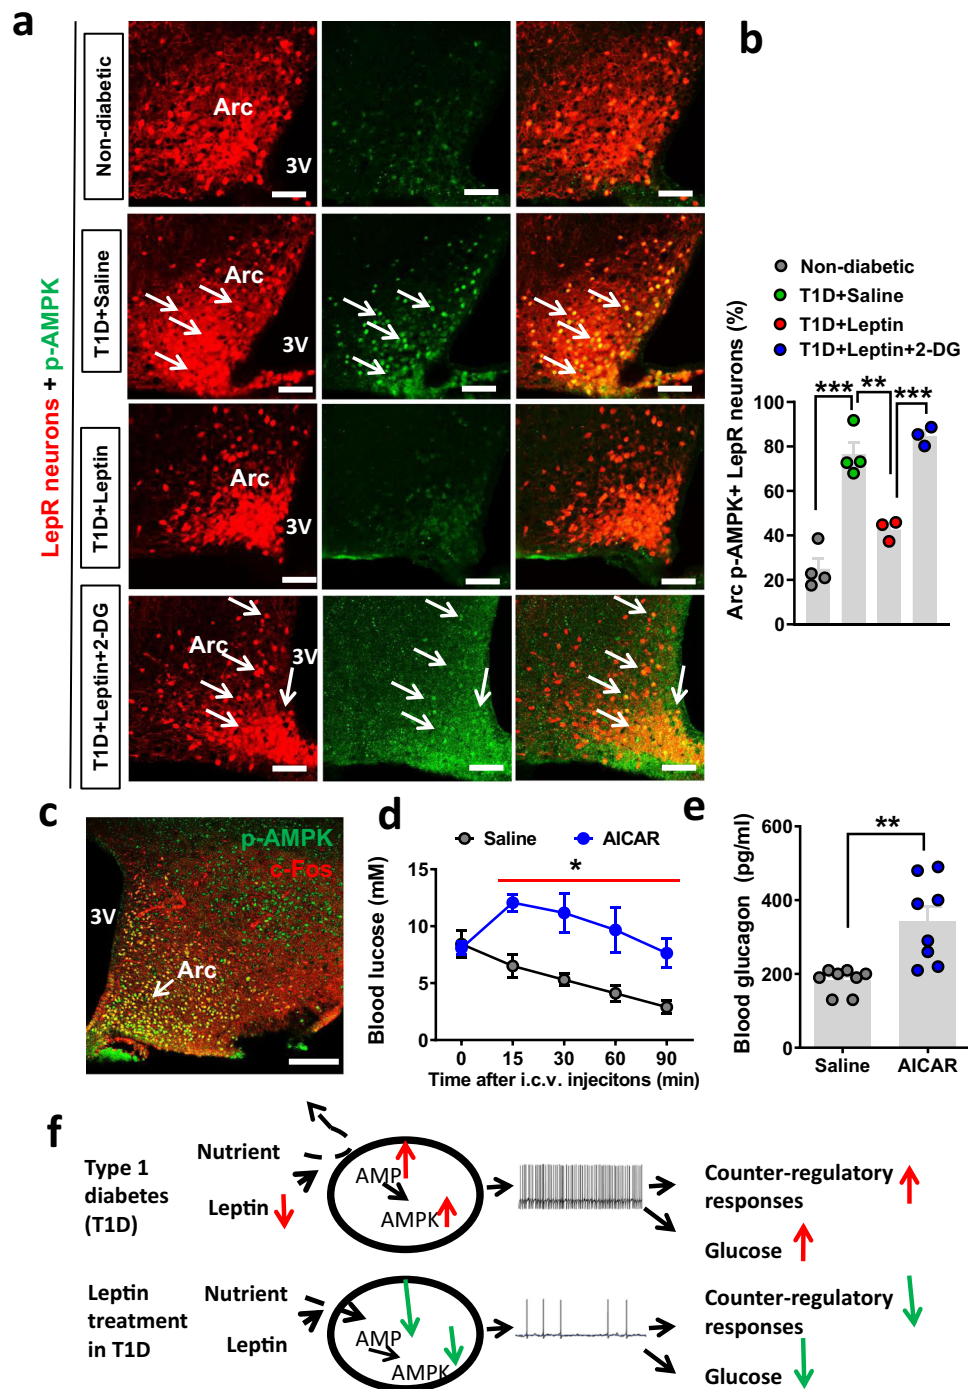 a
LepR neurons + p-AMPK
Non-diabetic
Arc
3V
T1D+Saline
Arc
3V
T1D+Leptin
Arc
3V
T1D+Leptin+2-DG
Arc
3V
b
Non-diabetic
T1D+Saline
T1D+Leptin
T1D+Leptin+2-DG
Arc p-AMPK+ LepR neurons (%)
*** ** ***
100
80
60
40
20
0
c
p-AMPK
c-Fos
3V
Arc
d
Saline AICAR
*
Blood lucose (mM)
15
10
5
0
0 15 30 60 90
Time after i.c.v. injecitons (min)
e
**
Blood glucagon (pg/ml)
600
400
200
0
Saline AICAR
f
Type 1
diabetes
(T1D)
Nutrient
Leptin
AMP
AMPK
Counter-regulatory
responses
Glucose
Leptin
treatment
in T1D
Nutrient
Leptin
AMP
AMPK
Counter-regulatory
responses
Glucose